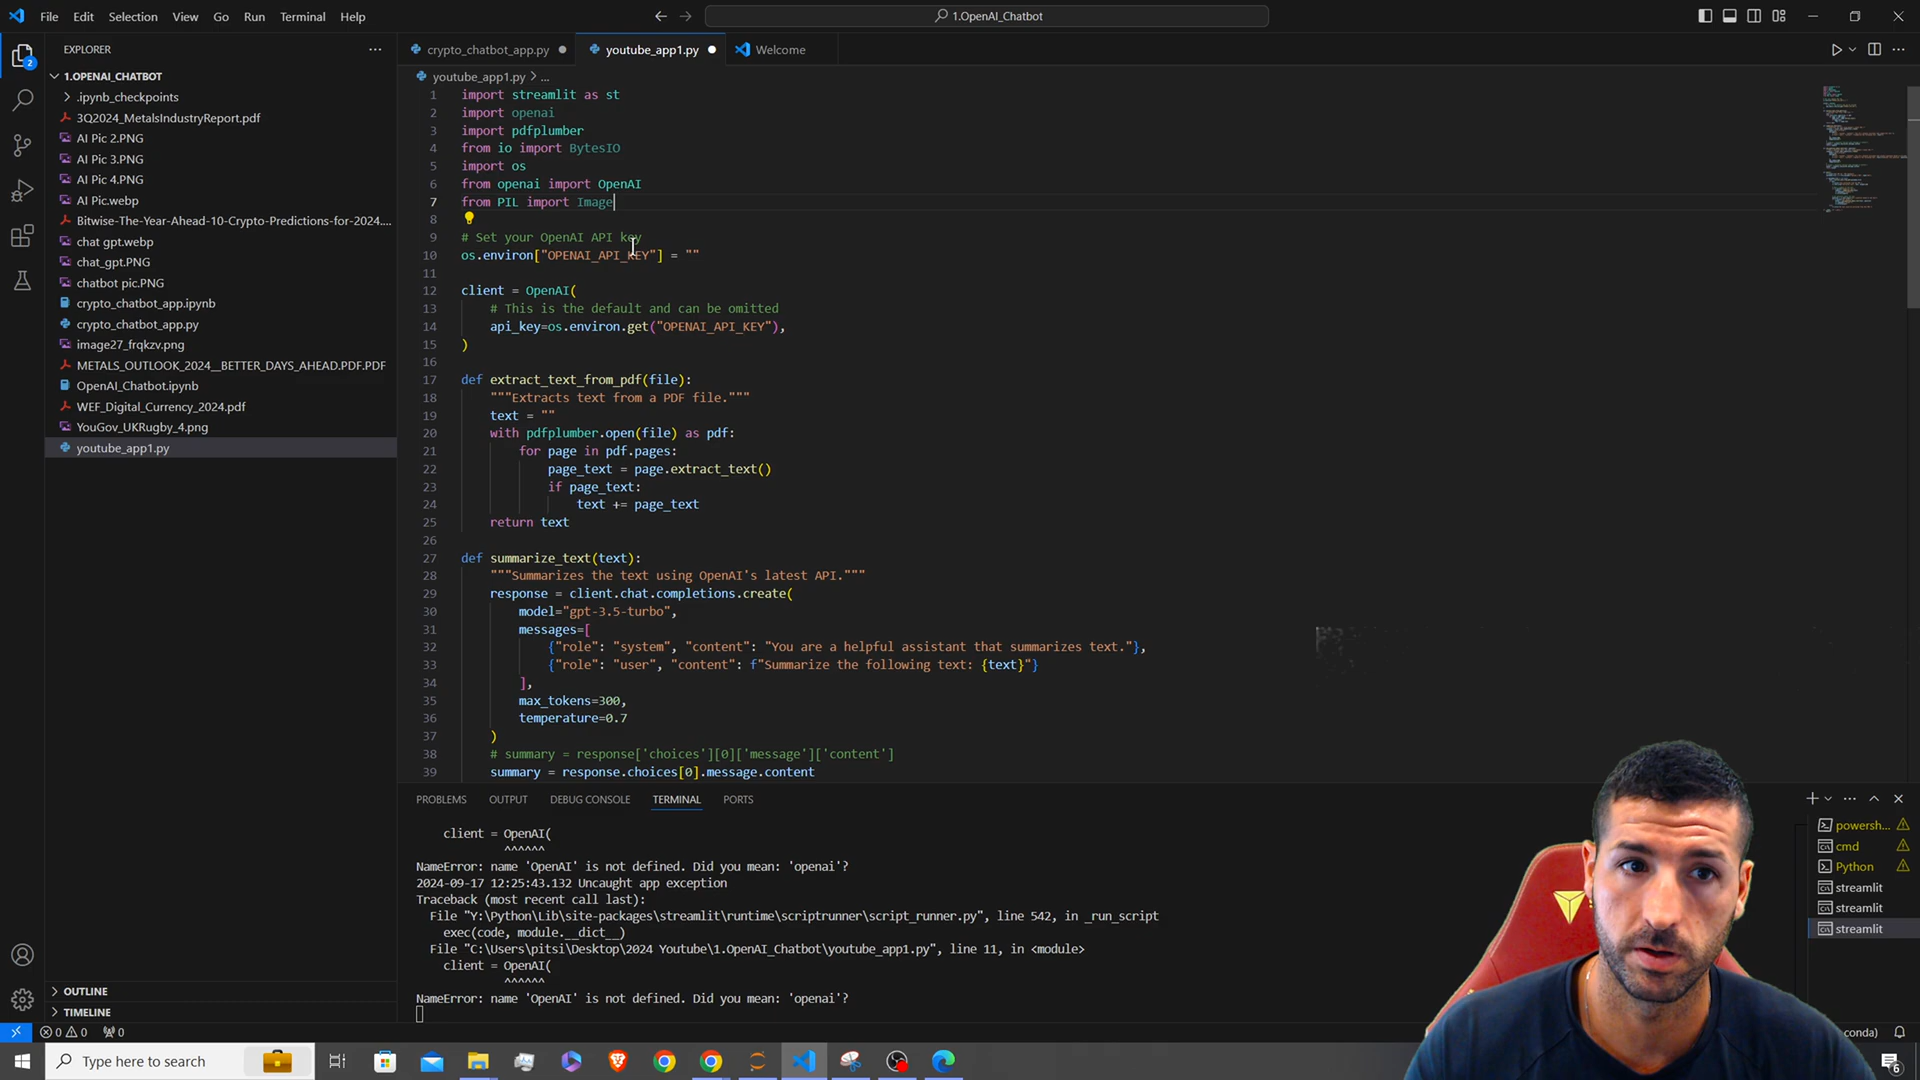 File Edit Selection View Go Run Terminal Help
1.OpenAI_Chatbot
EXPLORER
1.OPENAI_CHATBOT
.ipynb_checkpoints
3Q2024_MetalsIndustryReport.pdf
AI Pic 2.PNG
AI Pic 3.PNG
AI Pic 4.PNG
AI Pic.webp
Bitwise-The-Year-Ahead-10-Crypto-Predictions-for-2024....
chat gpt.webp
chat_gpt.PNG
chatbot pic.PNG
crypto_chatbot_app.ipynb
crypto_chatbot_app.py
image27_frqkzv.png
METALS_OUTLOOK_2024__BETTER_DAYS_AHEAD.PDF.PDF
OpenAI_Chatbot.ipynb
WEF_Digital_Currency_2024.pdf
YouGov_UKRugby_4.png
youtube_app1.py
OUTLINE
TIMELINE
2
crypto_chatbot_app.py youtube_app1.py Welcome
youtube_app1.py > ...
1 import streamlit as st
2 import openai
3 import pdfplumber
4 from io import BytesIO
5 import os
6 from openai import OpenAI
7 from PIL import Image
8
9 # Set your OpenAI API key
10 os.environ["OPENAI_API_KEY"] = ""
11
12 client = OpenAI(
13 # This is the default and can be omitted
14 api_key=os.environ.get("OPENAI_API_KEY"),
15 )
16
17 def extract_text_from_pdf(file):
18 """Extracts text from a PDF file."""
19 text = ""
20 with pdfplumber.open(file) as pdf:
21 for page in pdf.pages:
22 page_text = page.extract_text()
23 if page_text:
24 text += page_text
25 return text
26
27 def summarize_text(text):
28 """Summarizes the text using OpenAI's latest API."""
29 response = client.chat.completions.create(
30 model="gpt-3.5-turbo",
31 messages=[
32 {"role": "system", "content": "You are a helpful assistant that summarizes text."},
33 {"role": "user", "content": f"Summarize the following text: {text}"}
34 ],
35 max_tokens=300,
36 temperature=0.7
37 )
38 # summary = response['choices'][0]['message']['content']
39 summary = response.choices[0].message.content
PROBLEMS OUTPUT DEBUG CONSOLE TERMINAL PORTS
client = OpenAI(
^^^^^^
NameError: name 'OpenAI' is not defined. Did you mean: 'openai'?
2024-09-17 12:25:43.132 Uncaught app exception
Traceback (most recent call last):
File "Y:\Python\Lib\site-packages\streamlit\runtime\scriptrunner\script_runner.py", line 542, in _run_script
exec(code, module.__dict__)
File "C:\Users\pitsi\Desktop\2024 Youtube\1.OpenAI_Chatbot\youtube_app1.py", line 11, in <module>
client = OpenAI(
^^^^^^
NameError: name 'OpenAI' is not defined. Did you mean: 'openai'?
powersh...
cmd
Python
streamlit
streamlit
streamlit
0 0 0
conda)
Type here to search
6